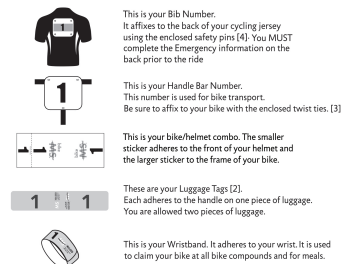 1
This is your Bib Number.
It affixes to the back of your cycling jersey
using the enclosed safety pins [4]. You MUST
complete the Emergency information on the
back prior to the ride
1
This is your Handle Bar Number.
This number is used for bike transport.
Be sure to affix to your bike with the enclosed twist ties. [3]
1
1
1
This is your bike/helmet combo. The smaller
sticker adheres to the front of your helmet and
the larger sticker to the frame of your bike.
1 1
These are your Luggage Tags [2].
Each adheres to the handle on one piece of luggage.
You are allowed two pieces of luggage.
1
This is your Wristband. It adheres to your wrist. It is used
to claim your bike at all bike compounds and for meals.